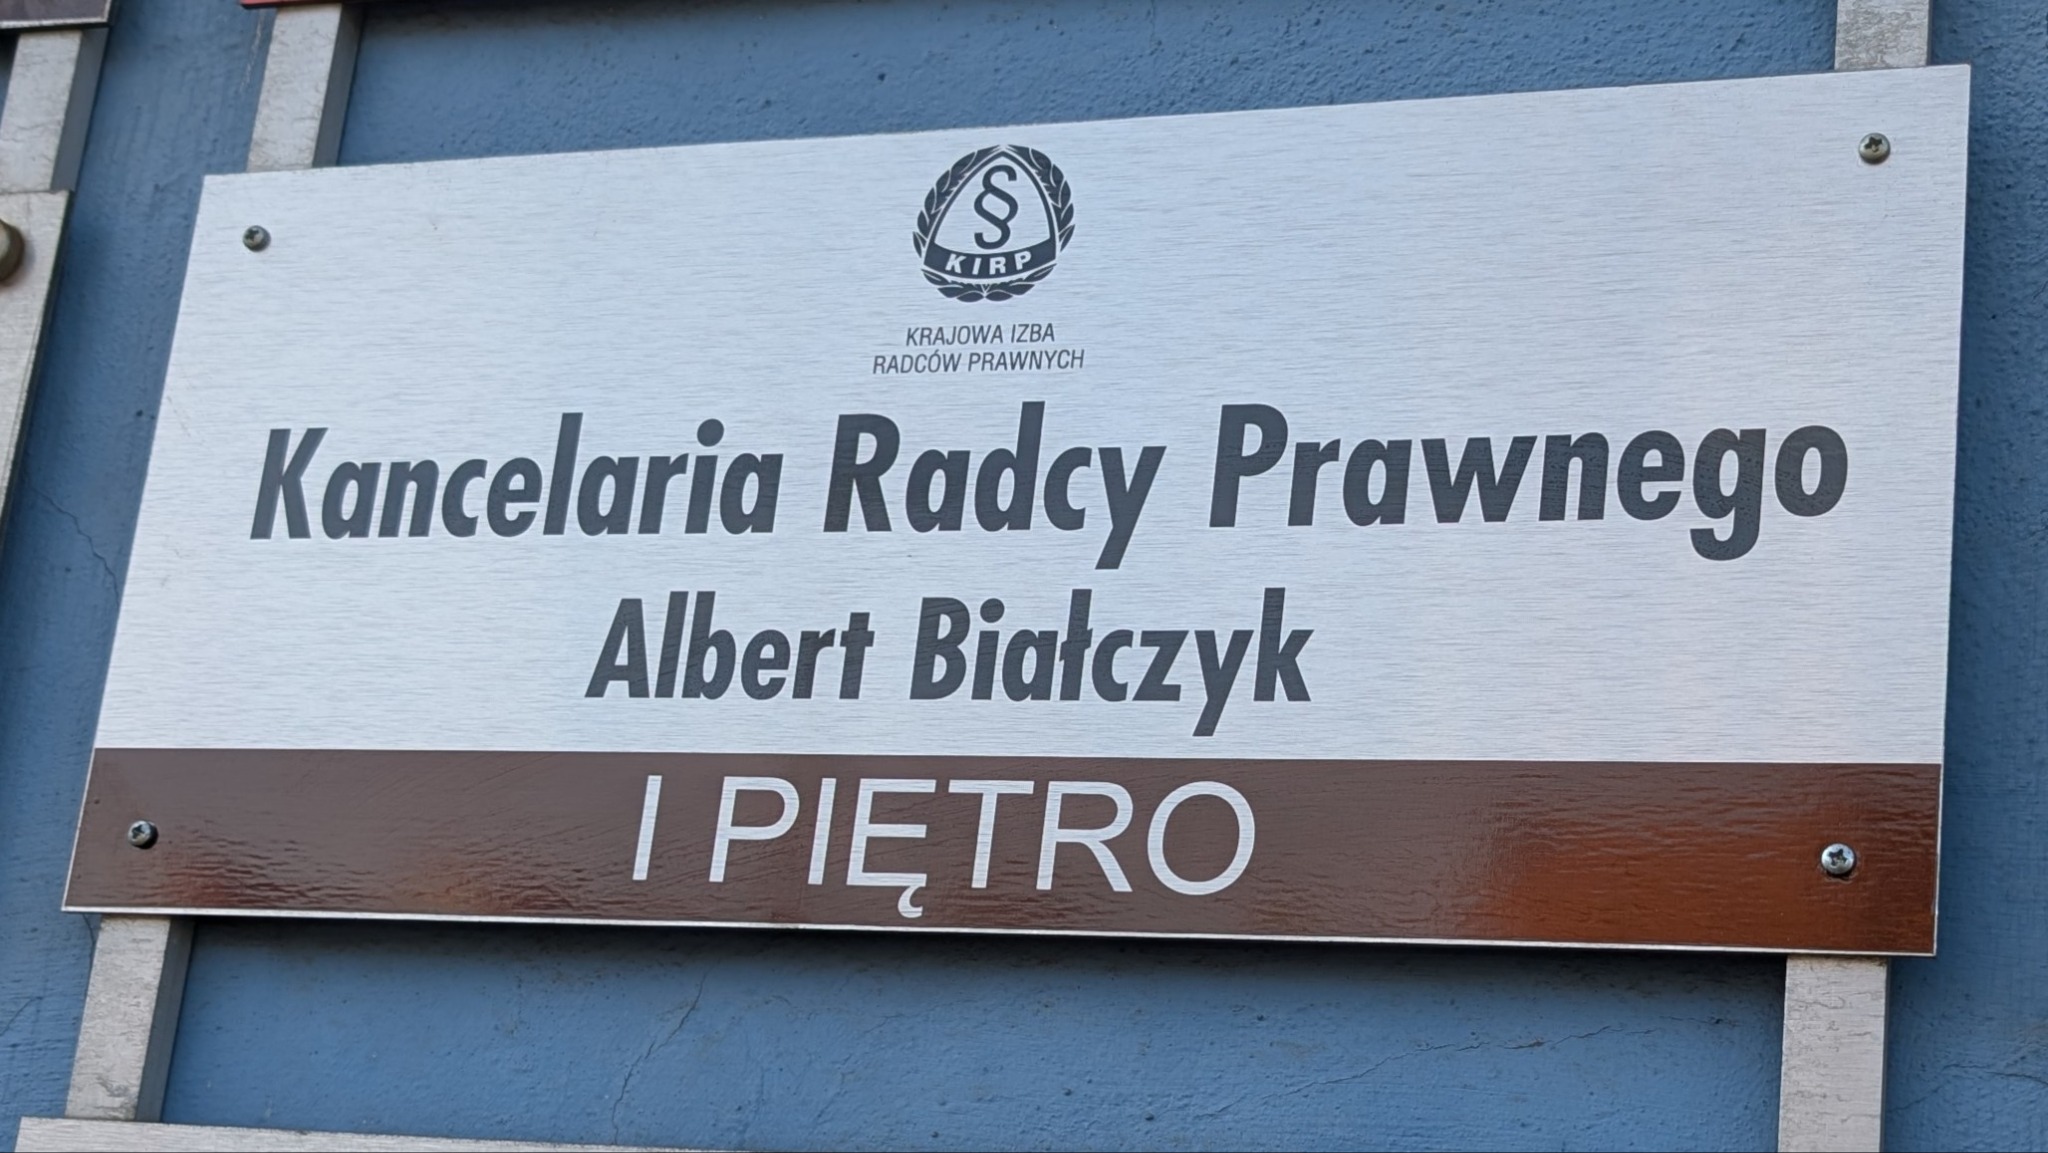 §
KIRP
KRAJOWA IZBA
RADCÓW PRAWNYCH
Kancelaria Radcy Prawnego
Albert Białczyk
I PIĘTRO